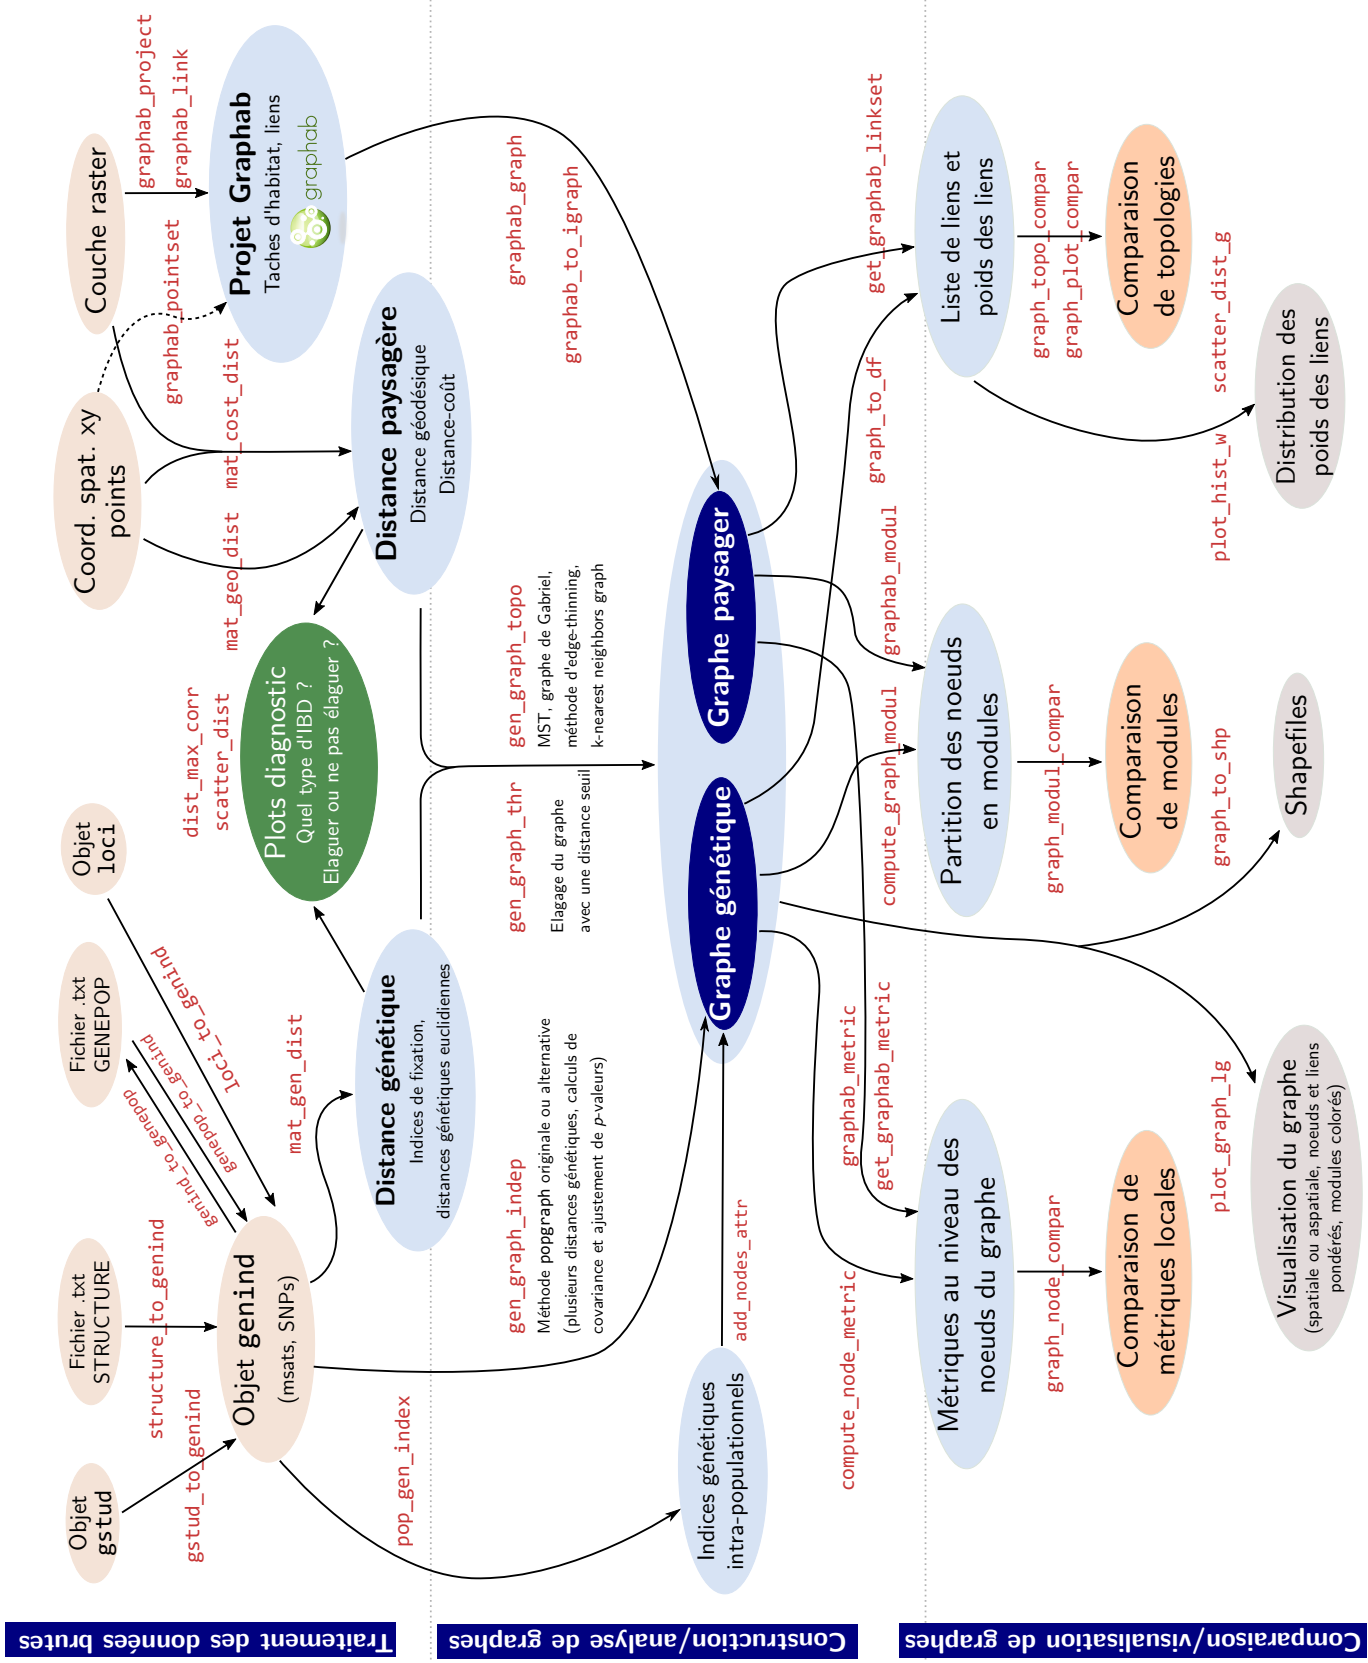 Traitement des données brutes
Objet
gstud
Fichier .txt
STRUCTURE
Fichier .txt
GENEPOP
Objet
loci
Coord. spat. xy
points
Couche raster
gstud_to_genind
structure_to_genind
genind_to_genepop
genepop_to_genind
loci_to_genind
Objet genind
(msats, SNPs)
dist_max_corr
scatter_dist
mat_geo_dist
mat_cost_dist
graphab_pointset
graphab_project
graphab_link
Plots diagnostic
Quel type d'IBD ?
Elaguer ou ne pas élaguer ?
Projet Graphab
Taches d'habitat, liens
graphab
pop_gen_index
mat_gen_dist
Distance génétique
Indices de fixation,
distances génétiques euclidiennes
Distance paysagère
Distance géodésique
Distance-coût
Construction/analyse de graphes
gen_graph_indep
Méthode popgraph originale ou alternative
(plusieurs distances génétiques, calculs de
covariance et ajustement de p-valeurs)
gen_graph_thr
Elagage du graphe
avec une distance seuil
gen_graph_topo
MST, graphe de Gabriel,
méthode d'edge-thinning,
k-nearest neighbors graph
graphab_graph
graphab_to_igraph
Indices génétiques
intra-populationnels
add_nodes_attr
Graphe génétique
Graphe paysager
compute_node_metric
graphab_metric
get_graphab_metric
compute_graph_modul
graphab_modul
graph_to_df
get_graphab_linkset
Comparaison/visualisation de graphes
Métriques au niveau des
noeuds du graphe
Partition des noeuds
en modules
Liste de liens et
poids des liens
graph_node_compar
graph_modul_compar
graph_topo_compar
graph_plot_compar
Comparaison de
métriques locales
Comparaison
de modules
Comparaison
de topologies
plot_graph_lg
graph_to_shp
plot_hist_w
scatter_dist_g
Visualisation du graphe
(spatiale ou aspatiale, noeuds et liens
pondérés, modules colorés)
Shapefiles
Distribution des
poids des liens